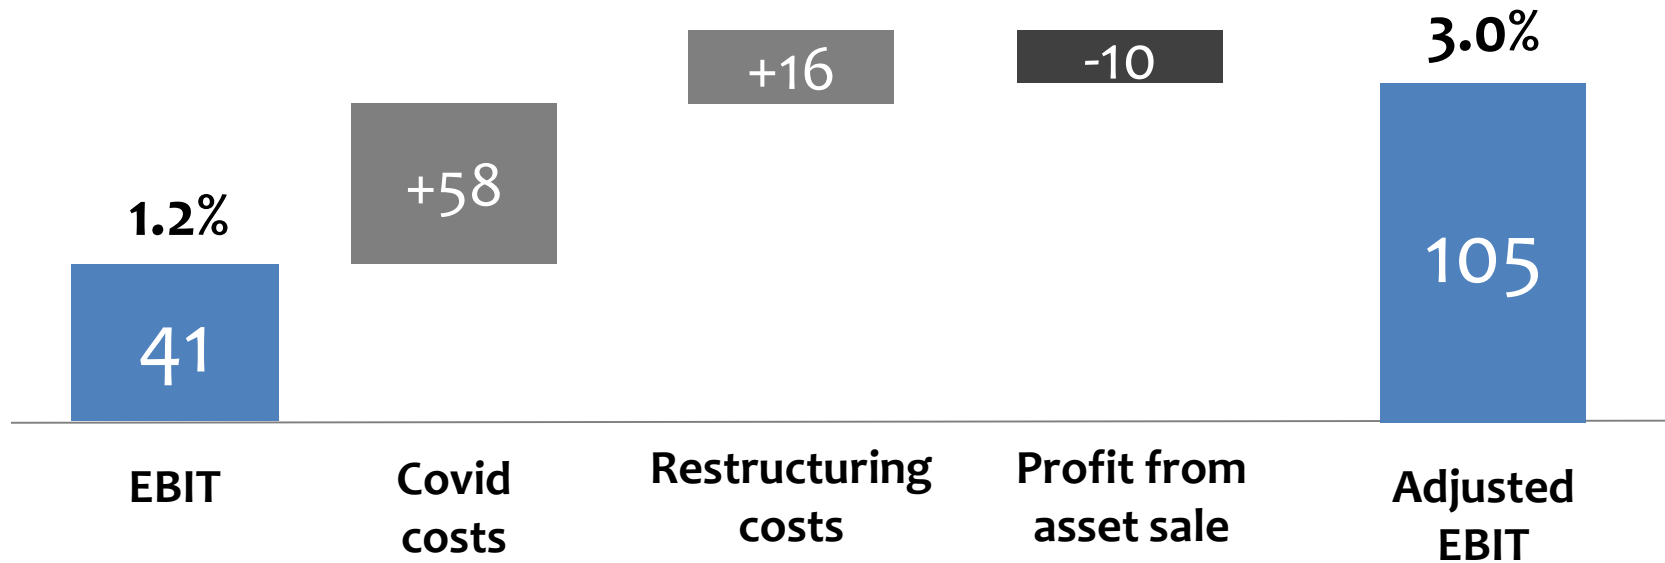 1.2%
41
+58
+16
-10
3.0%
105
EBIT
Covid
costs
Restructuring
costs
Profit from
asset sale
Adjusted
EBIT